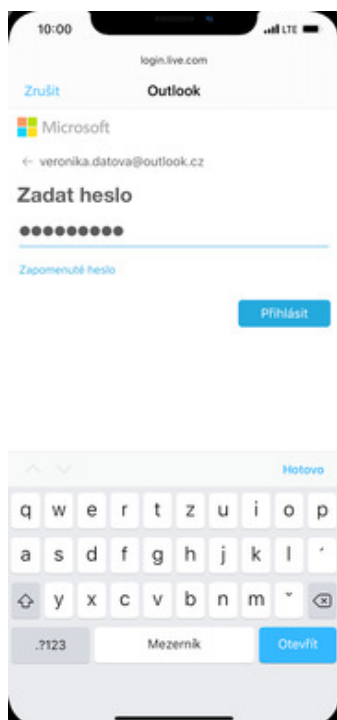 10:00 LTE
login.live.com
Zrušit Outlook
Microsoft
← veronika.datova@outlook.cz
Zadat heslo
●●●●●●●●●
Zapomenuté heslo
Přihlásit
Hotovo
q w e r t z u i o p
a s d f g h j k l ´
y x c v b n m ˇ
.?123 Mezerník Otevřít